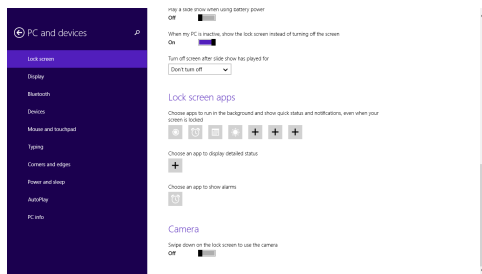 PC and devices
Lock screen
Display
Bluetooth
Devices
Mouse and touchpad
Typing
Corners and edges
Power and sleep
AutoPlay
PC info
Play a slide show when using battery power
Off
When my PC is inactive, show the lock screen instead of turning off the screen
On
Turn off screen after slide show has played for
Don't turn off
Lock screen apps
Choose apps to run in the background and show quick status and notifications, even when your
screen is locked
Choose an app to display detailed status
Choose an app to show alarms
Camera
Swipe down on the lock screen to use the camera
Off